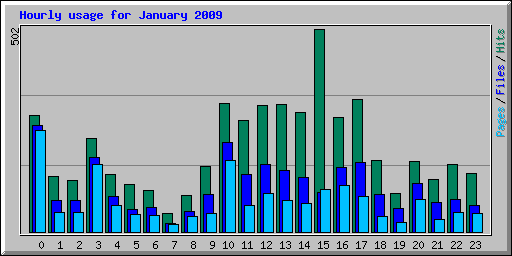 Hourly usage for January 2009
502
Pages / Files / Hits
0 1 2 3 4 5 6 7 8 9 10 11 12 13 14 15 16 17 18 19 20 21 22 23